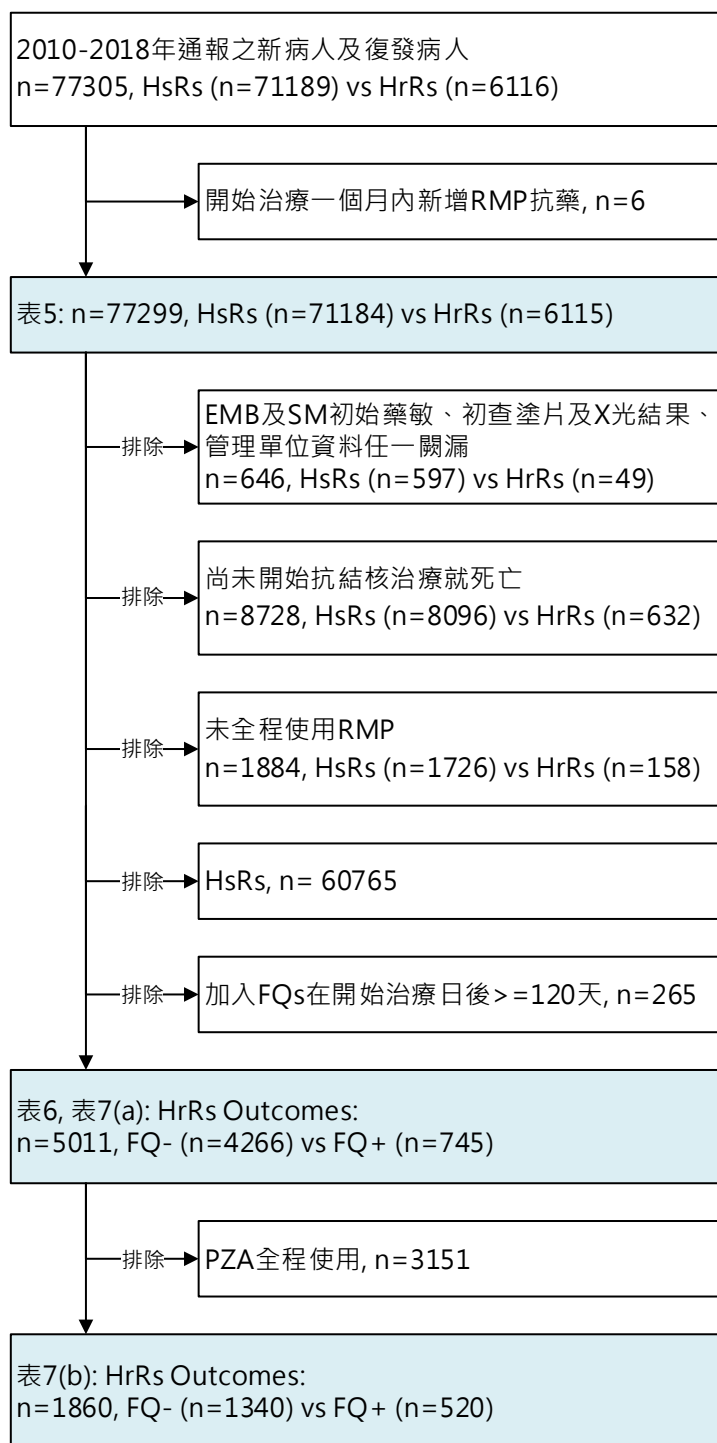 2010-2018年通報之新病人及復發病人
n=77305, HsRs (n=71189) vs HrRs (n=6116)
開始治療一個月內新增RMP抗藥, n=6
表5: n=77299, HsRs (n=71184) vs HrRs (n=6115)
排除
EMB及SM初始藥敏、初查塗片及X光結果、
管理單位資料任一闕漏
n=646, HsRs (n=597) vs HrRs (n=49)
排除
尚未開始抗結核治療就死亡
n=8728, HsRs (n=8096) vs HrRs (n=632)
排除
未全程使用RMP
n=1884, HsRs (n=1726) vs HrRs (n=158)
排除
HsRs, n= 60765
排除
加入FQs在開始治療日後>=120天, n=265
表6, 表7(a): HrRs Outcomes:
n=5011, FQ- (n=4266) vs FQ+ (n=745)
排除
PZA全程使用, n=3151
表7(b): HrRs Outcomes:
n=1860, FQ- (n=1340) vs FQ+ (n=520)